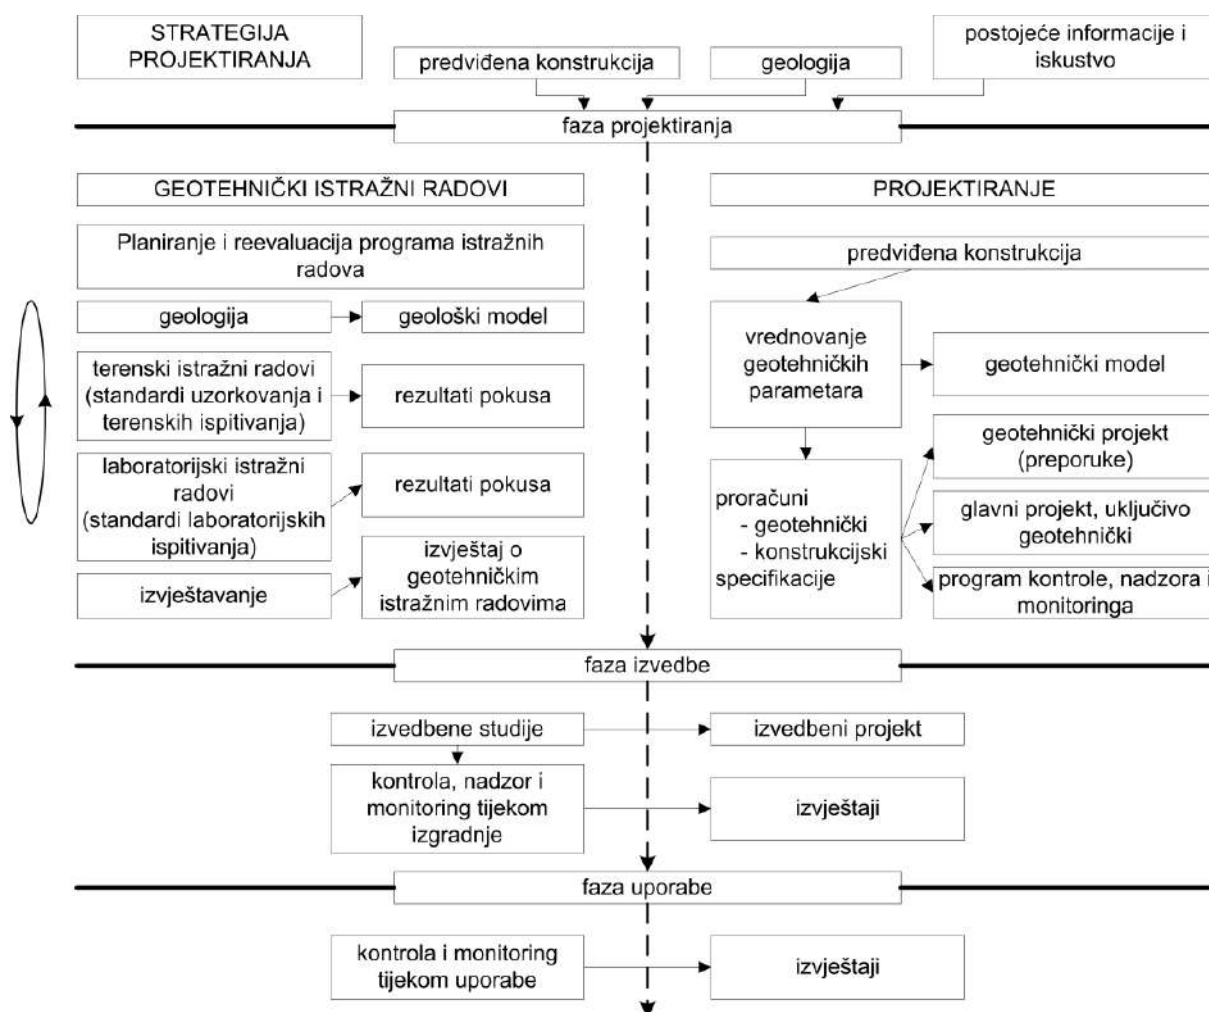 STRATEGIJA
PROJEKTIRANJA
predviđena konstrukcija
geologija
postojeće informacije i
iskustvo
faza projektiranja
GEOTEHNIČKI ISTRAŽNI RADOVI
Planiranje i reevaluacija programa istražnih
radova
geologija
geološki model
terenski istražni radovi
(standardi uzorkovanja i
terenskih ispitivanja)
rezultati pokusa
laboratorijski istražni
radovi
(standardi laboratorijskih
ispitivanja)
rezultati pokusa
izvještavanje
izvještaj o
geotehničkim
istražnim radovima
PROJEKTIRANJE
predviđena konstrukcija
vrednovanje
geotehničkih
parametara
geotehnički model
proračuni
- geotehnički
- konstrukcijski
specifikacije
geotehnički projekt
(preporuke)
glavni projekt, uključivo
geotehnički
program kontrole, nadzora i
monitoringa
faza izvedbe
izvedbene studije
izvedbeni projekt
kontrola, nadzor i
monitoring tijekom
izgradnje
izvještaji
faza uporabe
kontrola i monitoring
tijekom uporabe
izvještaji